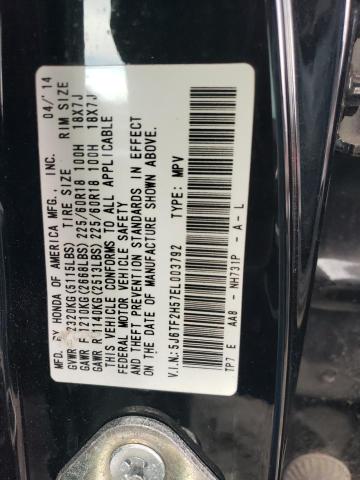 MFD. BY HONDA OF AMERICA MFG., INC. 04/'14
GVWR 2320KG(5115LBS) TIRE SIZE RIM SIZE
GAWR F 1210KG(2668LBS) 225/60R18 100H 18X7J
GAWR R 1140KG(2513LBS) 225/60R18 100H 18X7J
THIS VEHICLE CONFORMS TO ALL APPLICABLE
FEDERAL MOTOR VEHICLE SAFETY
AND THEFT PREVENTION STANDARDS IN EFFECT
ON THE DATE OF MANUFACTURE SHOWN ABOVE.
V.I.N.:5J6TF2H57EL003792 TYPE: MPV
TP7 E AA8 - NH731P - A - L